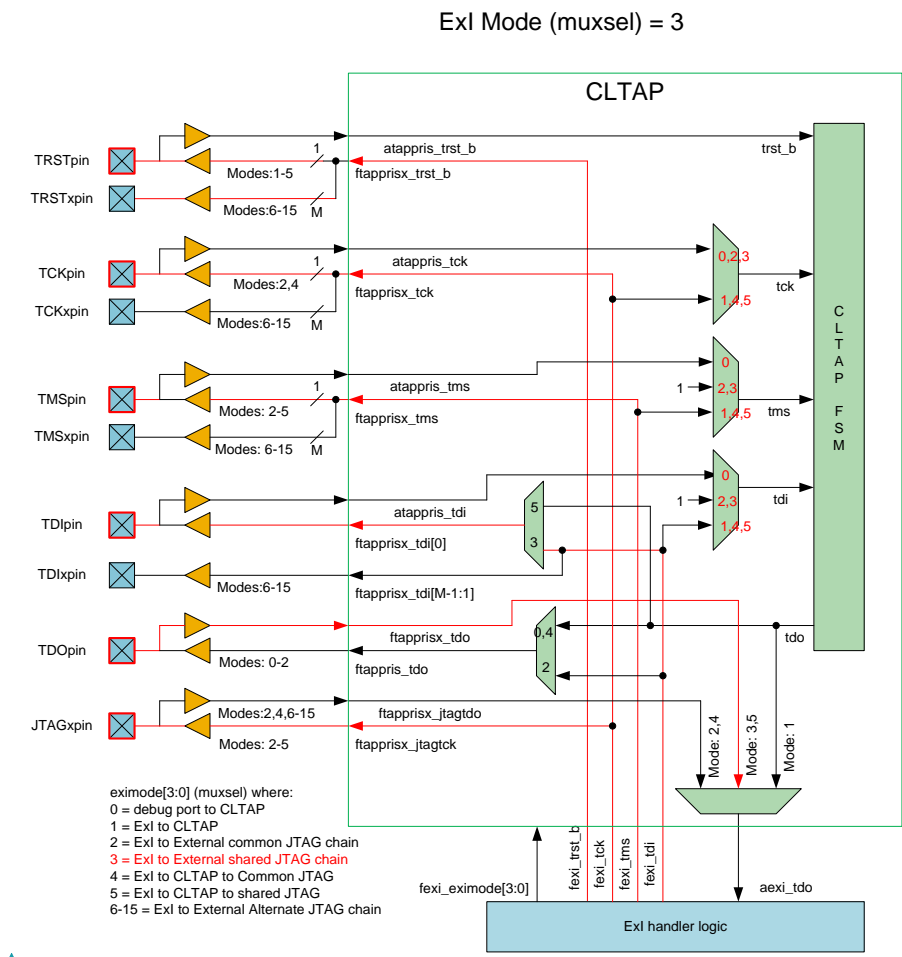 ExI Mode (muxsel) = 3
CLTAP
TRSTpin
TRSTxpin
Modes:1-5
Modes:6-15
1
M
atappris_trst_b
ftapprisx_trst_b
trst_b
TCKpin
TCKxpin
Modes:2,4
Modes:6-15
1
M
atappris_tck
ftapprisx_tck
0,2,3
1,4,5
tck
TMSpin
TMSxpin
Modes: 2-5
Modes: 6-15
1
M
atappris_tms
ftapprisx_tms
0
1
2,3
1,4,5
tms
TDIpin
TDIxpin
Modes:6-15
atappris_tdi
ftapprisx_tdi[0]
ftapprisx_tdi[M-1:1]
5
3
0
1
2,3
1,4,5
tdi
CLTAP FSM
TDOpin
Modes: 0-2
ftapprisx_tdo
ftappris_tdo
0,4
2
tdo
JTAGxpin
Modes:2,4,6-15
Modes: 2-5
ftapprisx_jtagtdo
ftapprisx_jtagtck
Mode: 2,4
Mode: 3,5
Mode: 1
eximode[3:0] (muxsel) where:
0 = debug port to CLTAP
1 = ExI to CLTAP
2 = ExI to External common JTAG chain
3 = ExI to External shared JTAG chain
4 = ExI to CLTAP to Common JTAG
5 = ExI to CLTAP to shared JTAG
6-15 = ExI to External Alternate JTAG chain
fexi_eximode[3:0]
fexi_trst_b
fexi_tck
fexi_tms
fexi_tdi
aexi_tdo
ExI handler logic